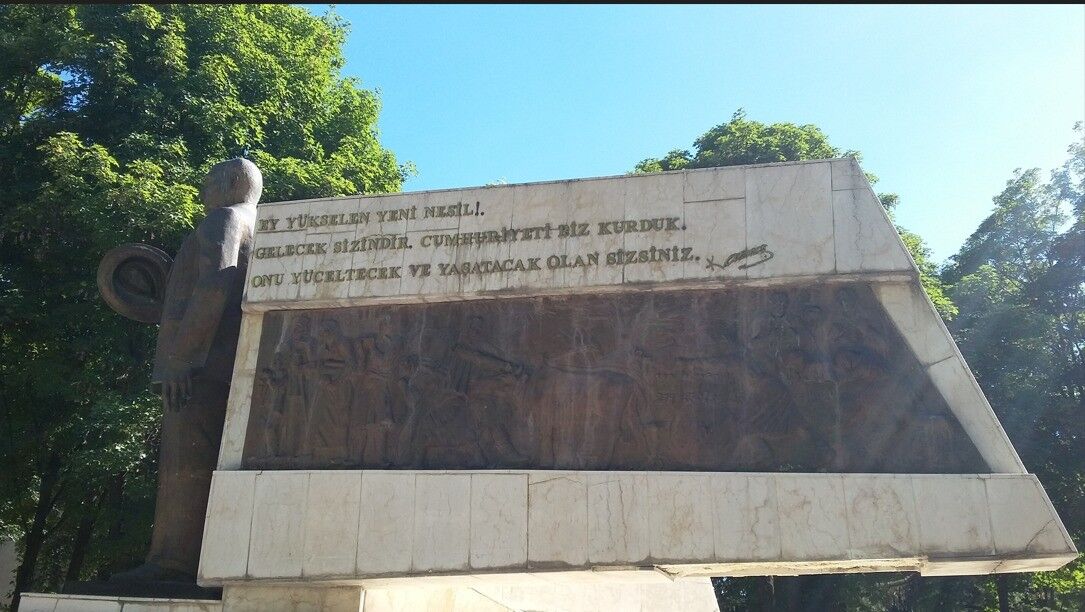 EY YÜKSELEN YENİ NESİL!.
GELECEK SİZİNDİR. CUMHURİYETİ BİZ KURDUK.
ONU YÜCELTECEK VE YAŞATACAK OLAN SİZSİNİZ.